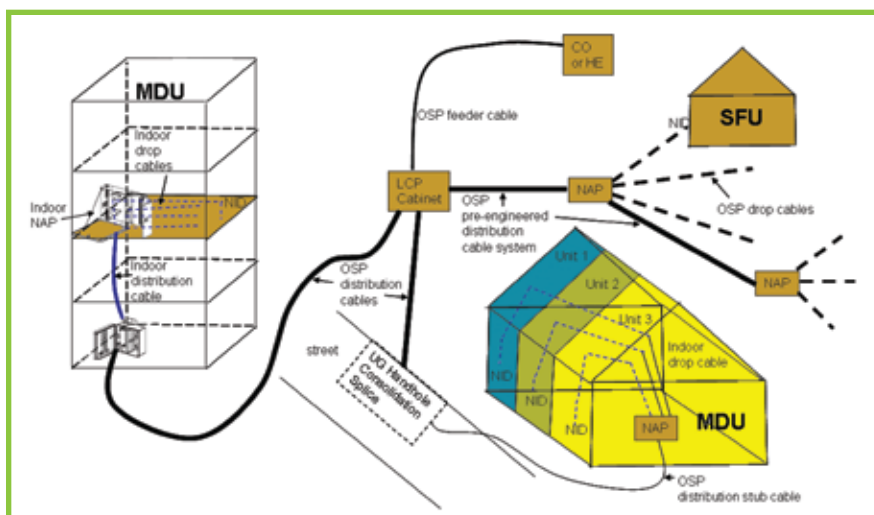 MDU
Indoor
drop
cables
Indoor
NAP
NID
Indoor
distribution
cable
OSP feeder cable
CO
or HE
LCP
Cabinet
OSP
pre-engineered
distribution
cable system
NAP
NID
SFU
OSP drop cables
NAP
OSP
distribution
cables
street
UG Handhole
Consolidation
Splice
Unit 1
Unit 2
Unit 3
Indoor
drop cable
NID
NID
NID
NAP
MDU
OSP
distribution stub cable